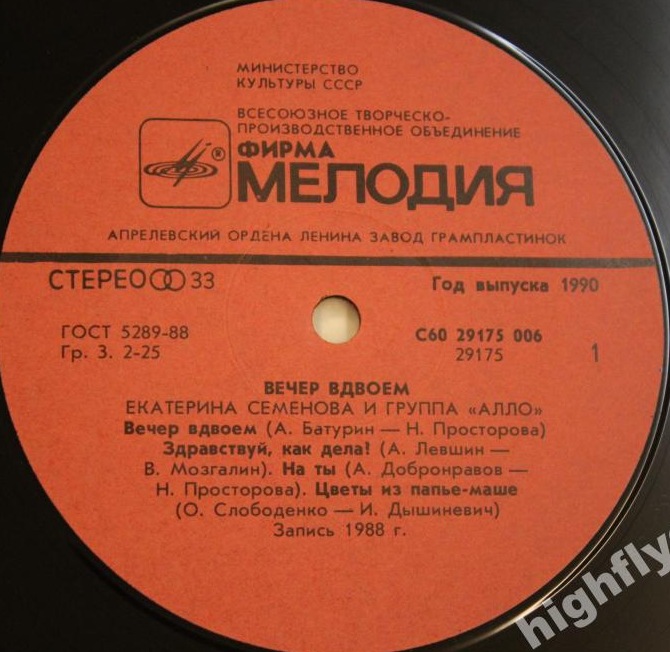 МИНИСТЕРСТВО
КУЛЬТУРЫ СССР
ВСЕСОЮЗНОЕ ТВОРЧЕСКО-
ПРОИЗВОДСТВЕННОЕ ОБЪЕДИНЕНИЕ
ФИРМА
МЕЛОДИЯ
АПРЕЛЕВСКИЙ ОРДЕНА ЛЕНИНА ЗАВОД ГРАМПЛАСТИНОК
СТЕРЕО 33
Год выпуска 1990
ГОСТ 5289-88
Гр. 3. 2-25
С60 29175 006
29175
1
ВЕЧЕР ВДВОЕМ
ЕКАТЕРИНА СЕМЕНОВА И ГРУППА «АЛЛО»
Вечер вдвоем (А. Батурин — Н. Просторова)
Здравствуй, как дела! (А. Левшин —
В. Мозгалин). На ты (А. Добронравов —
Н. Просторова). Цветы из папье-маше
(О. Слободенко — И. Дышиневич)
Запись 1988 г.
highfly